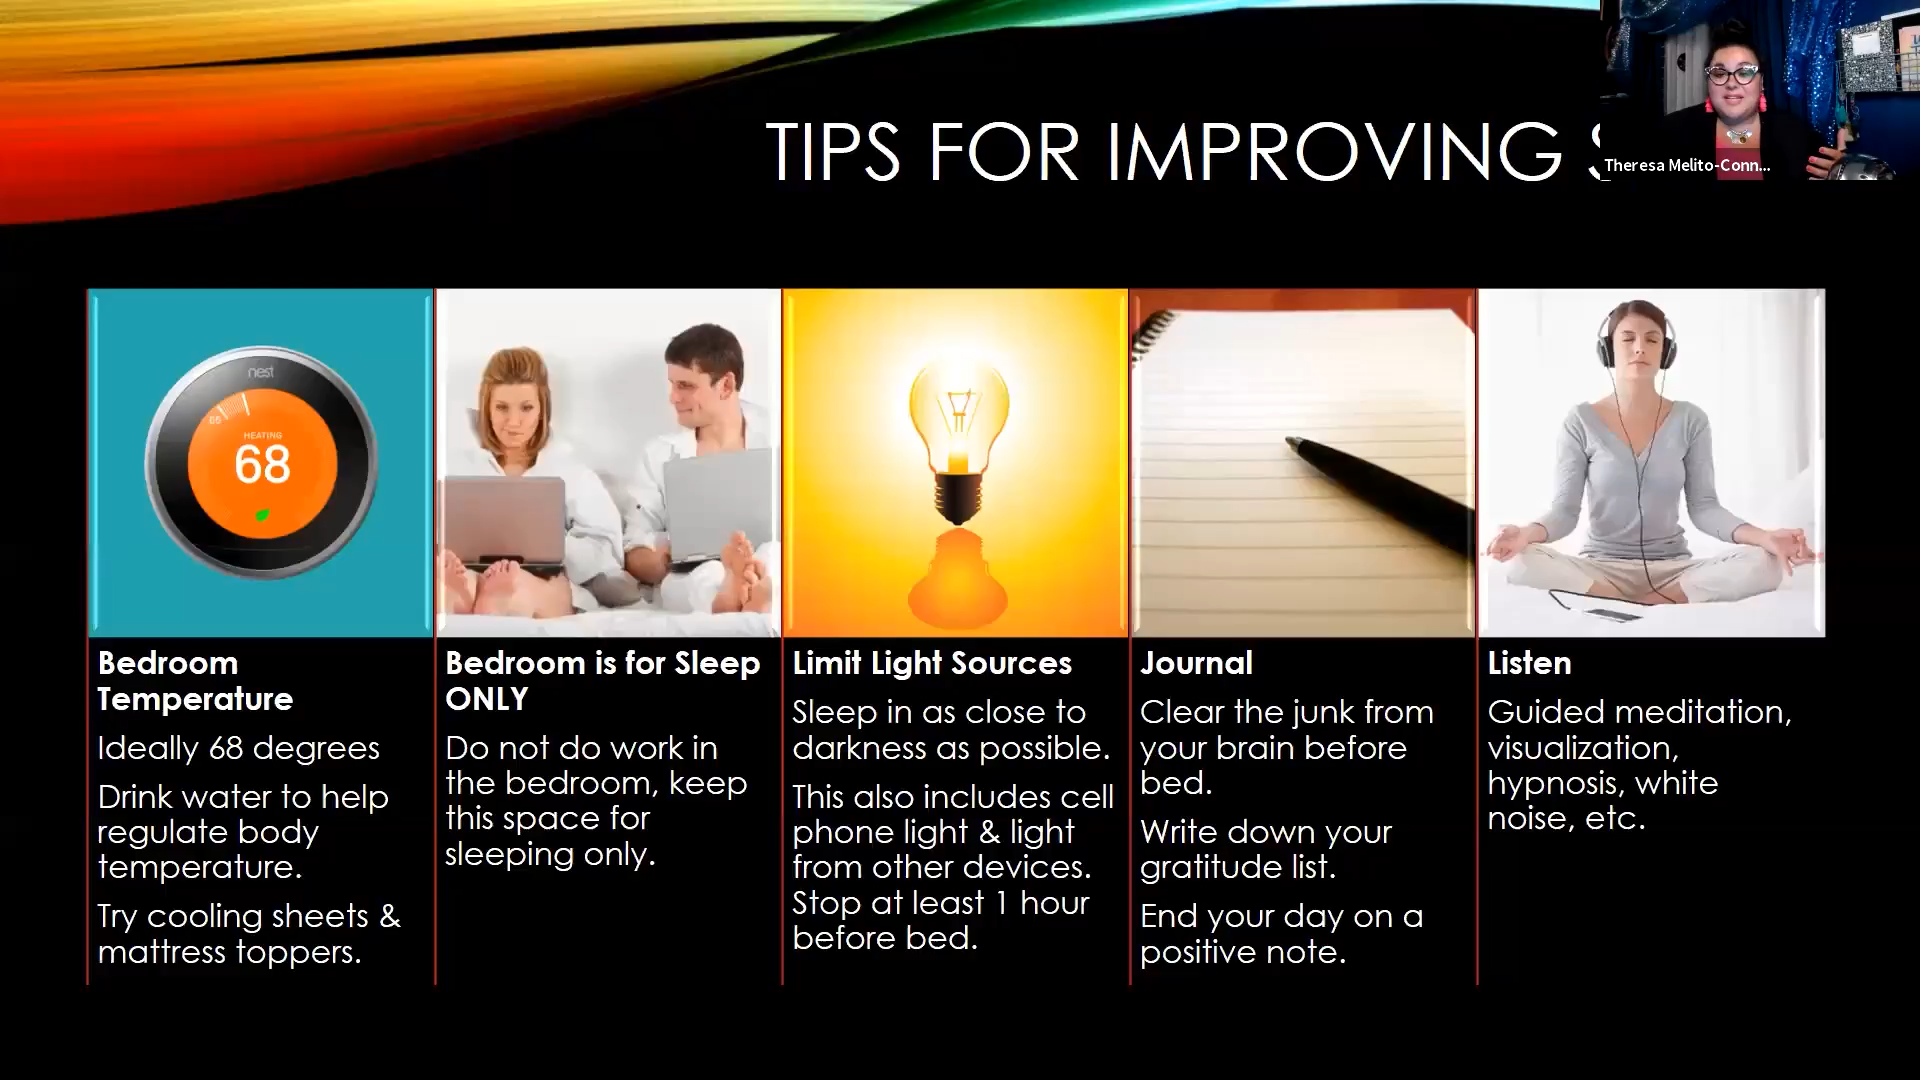 TIPS FOR IMPROVING
Theresa Melito-Conn...
nest
65
HEATING
68
Bedroom
Temperature
Ideally 68 degrees
Drink water to help
regulate body
temperature.
Try cooling sheets &
mattress toppers.
Bedroom is for Sleep
ONLY
Do not do work in
the bedroom, keep
this space for
sleeping only.
Limit Light Sources
Sleep in as close to
darkness as possible.
This also includes cell
phone light & light
from other devices.
Stop at least 1 hour
before bed.
Journal
Clear the junk from
your brain before
bed.
Write down your
gratitude list.
End your day on a
positive note.
Listen
Guided meditation,
visualization,
hypnosis, white
noise, etc.